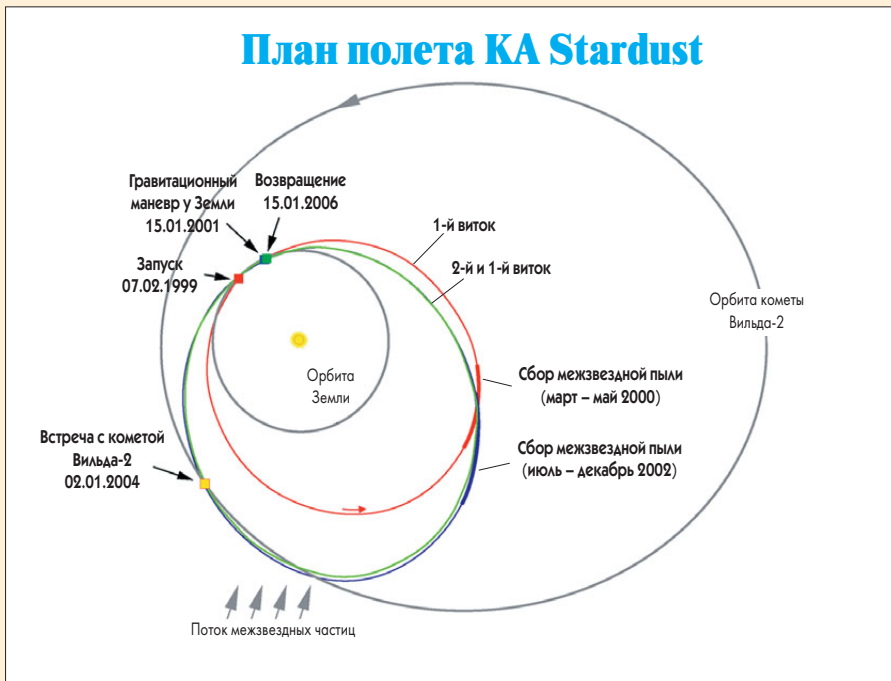 План полета КА Stardust
Гравитационный
маневр у Земли
15.01.2001
Возвращение
15.01.2006
1-й виток
Запуск
07.02.1999
2-й и 1-й виток
Орбита кометы
Вильда-2
Орбита
Земли
Сбор межзвездной пыли
(март – май 2000)
Встреча с кометой
Вильда-2
02.01.2004
Сбор межзвездной пыли
(июль – декабрь 2002)
Поток межзвездных частиц